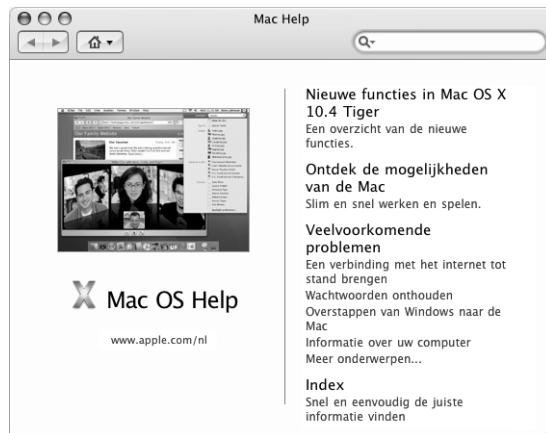 Mac Help
Nieuwe functies in Mac OS X
10.4 Tiger
Een overzicht van de nieuwe
functies.
Ontdek de mogelijkheden
van de Mac
Slim en snel werken en spelen.
Veelvoorkomende
problemen
Een verbinding met het internet tot
stand brengen
Wachtwoorden onthouden
Overstappen van Windows naar de
Mac
Informatie over uw computer
Meer onderwerpen...
Index
Snel en eenvoudig de juiste
informatie vinden
Mac OS Help
www.apple.com/nl